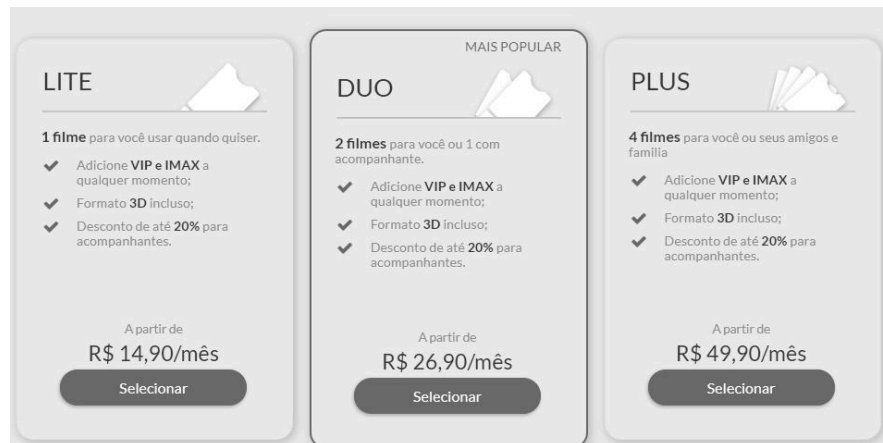 LITE
1 filme para você usar quando quiser.
Adicione VIP e IMAX a
qualquer momento;
Formato 3D incluso;
Desconto de até 20% para
acompanhantes.
A partir de
R$ 14,90/mês
Selecionar
MAIS POPULAR
DUO
2 filmes para você ou 1 com
acompanhante.
Adicione VIP e IMAX a
qualquer momento;
Formato 3D incluso;
Desconto de até 20% para
acompanhantes.
A partir de
R$ 26,90/mês
Selecionar
PLUS
4 filmes para você ou seus amigos e
familia
Adicione VIP e IMAX a
qualquer momento;
Formato 3D incluso;
Desconto de até 20% para
acompanhantes.
A partir de
R$ 49,90/mês
Selecionar